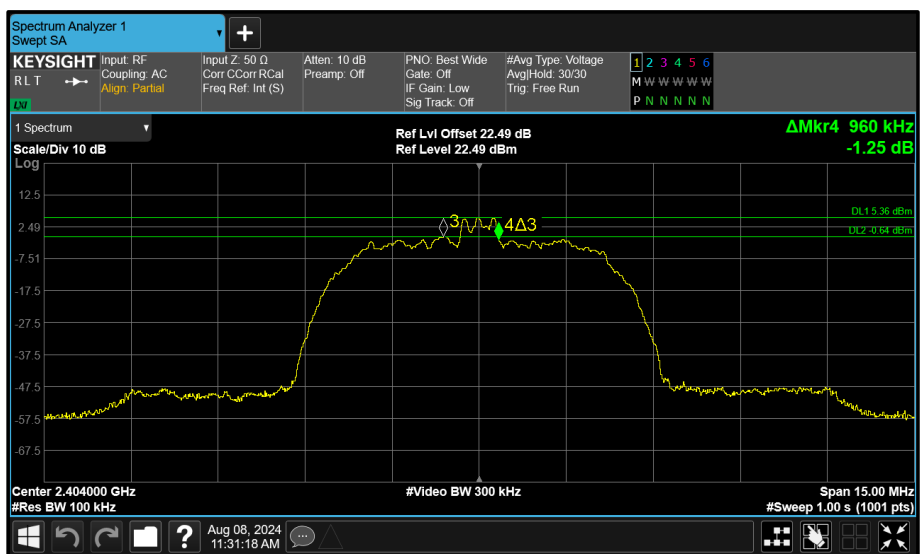 Spectrum Analyzer 1
Swept SA
+
KEYSIGHT
RLT
LXI
Input: RF
Coupling: AC
Align: Partial
Input Z: 50 Ω
Corr CCorr RCal
Freq Ref: Int (S)
Atten: 10 dB
Preamp: Off
PNO: Best Wide
Gate: Off
IF Gain: Low
Sig Track: Off
#Avg Type: Voltage
Avg|Hold: 30/30
Trig: Free Run
1 2 3 4 5 6
M W W W W W
P N N N N N
1 Spectrum
Scale/Div 10 dB
Log
Ref Lvl Offset 22.49 dB
Ref Level 22.49 dBm
ΔMkr4 960 kHz
-1.25 dB
12.5
DL1 5.36 dBm
2.49
3
4Δ3
DL2 -0.64 dBm
-7.51
-17.5
-27.5
-37.5
-47.5
-57.5
-67.5
Center 2.404000 GHz
#Res BW 100 kHz
#Video BW 300 kHz
Span 15.00 MHz
#Sweep 1.00 s (1001 pts)
?
Aug 08, 2024
11:31:18 AM